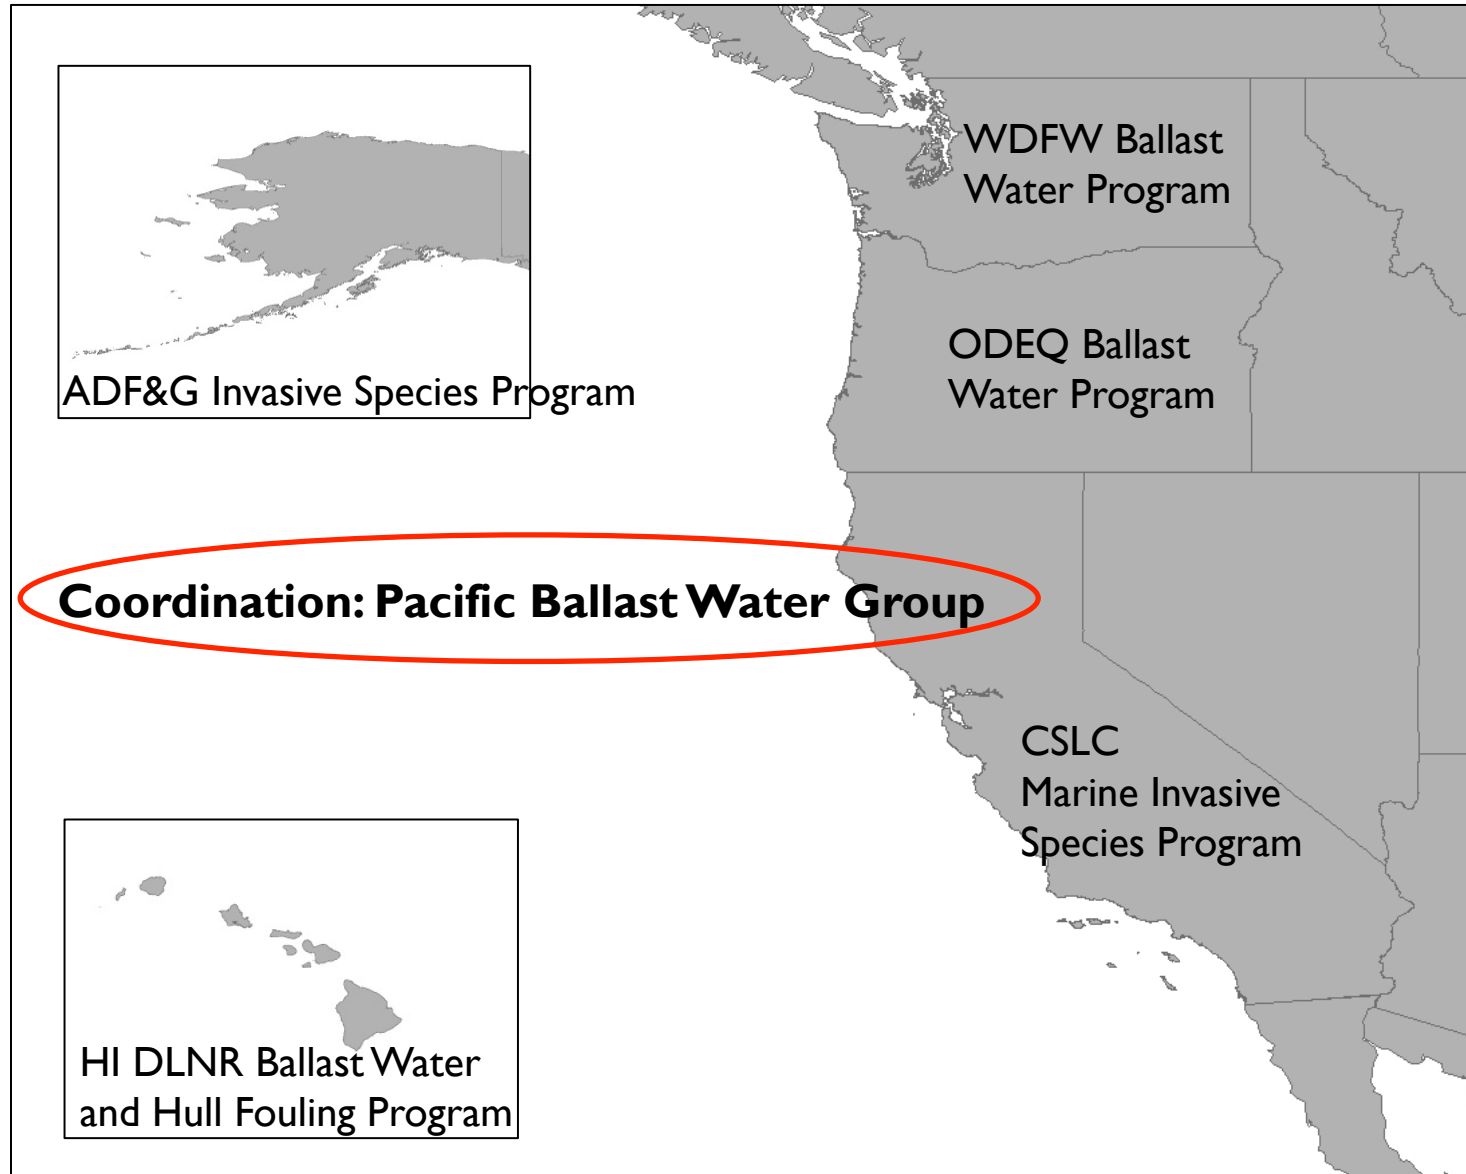 WDFW Ballast
Water Program
ADF&G Invasive Species Program
ODEQ Ballast
Water Program
Coordination: Pacific Ballast Water Group
CSLC
Marine Invasive
Species Program
HI DLNR Ballast Water
and Hull Fouling Program